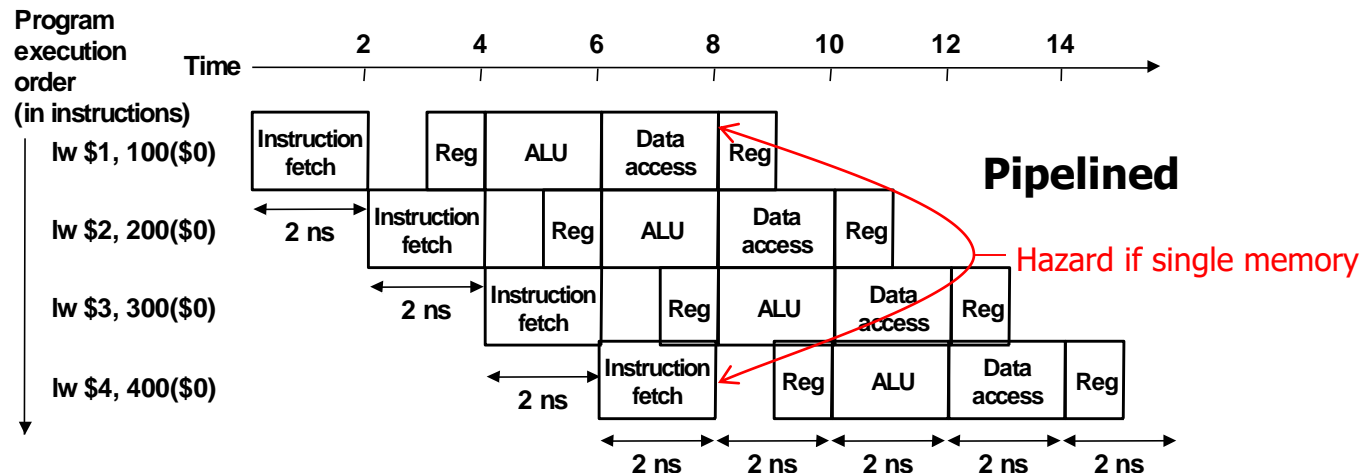 Program
execution
order
(in instructions)
Time
2 4 6 8 10 12 14
lw $1, 100($0)
Instruction
fetch
Reg
ALU
Data
access
Reg
Pipelined
2 ns
lw $2, 200($0)
Instruction
fetch
Reg
ALU
Data
access
Reg
Hazard if single memory
2 ns
lw $3, 300($0)
Instruction
fetch
Reg
ALU
Data
access
Reg
2 ns
lw $4, 400($0)
Instruction
fetch
Reg
ALU
Data
access
Reg
2 ns 2 ns 2 ns 2 ns 2 ns